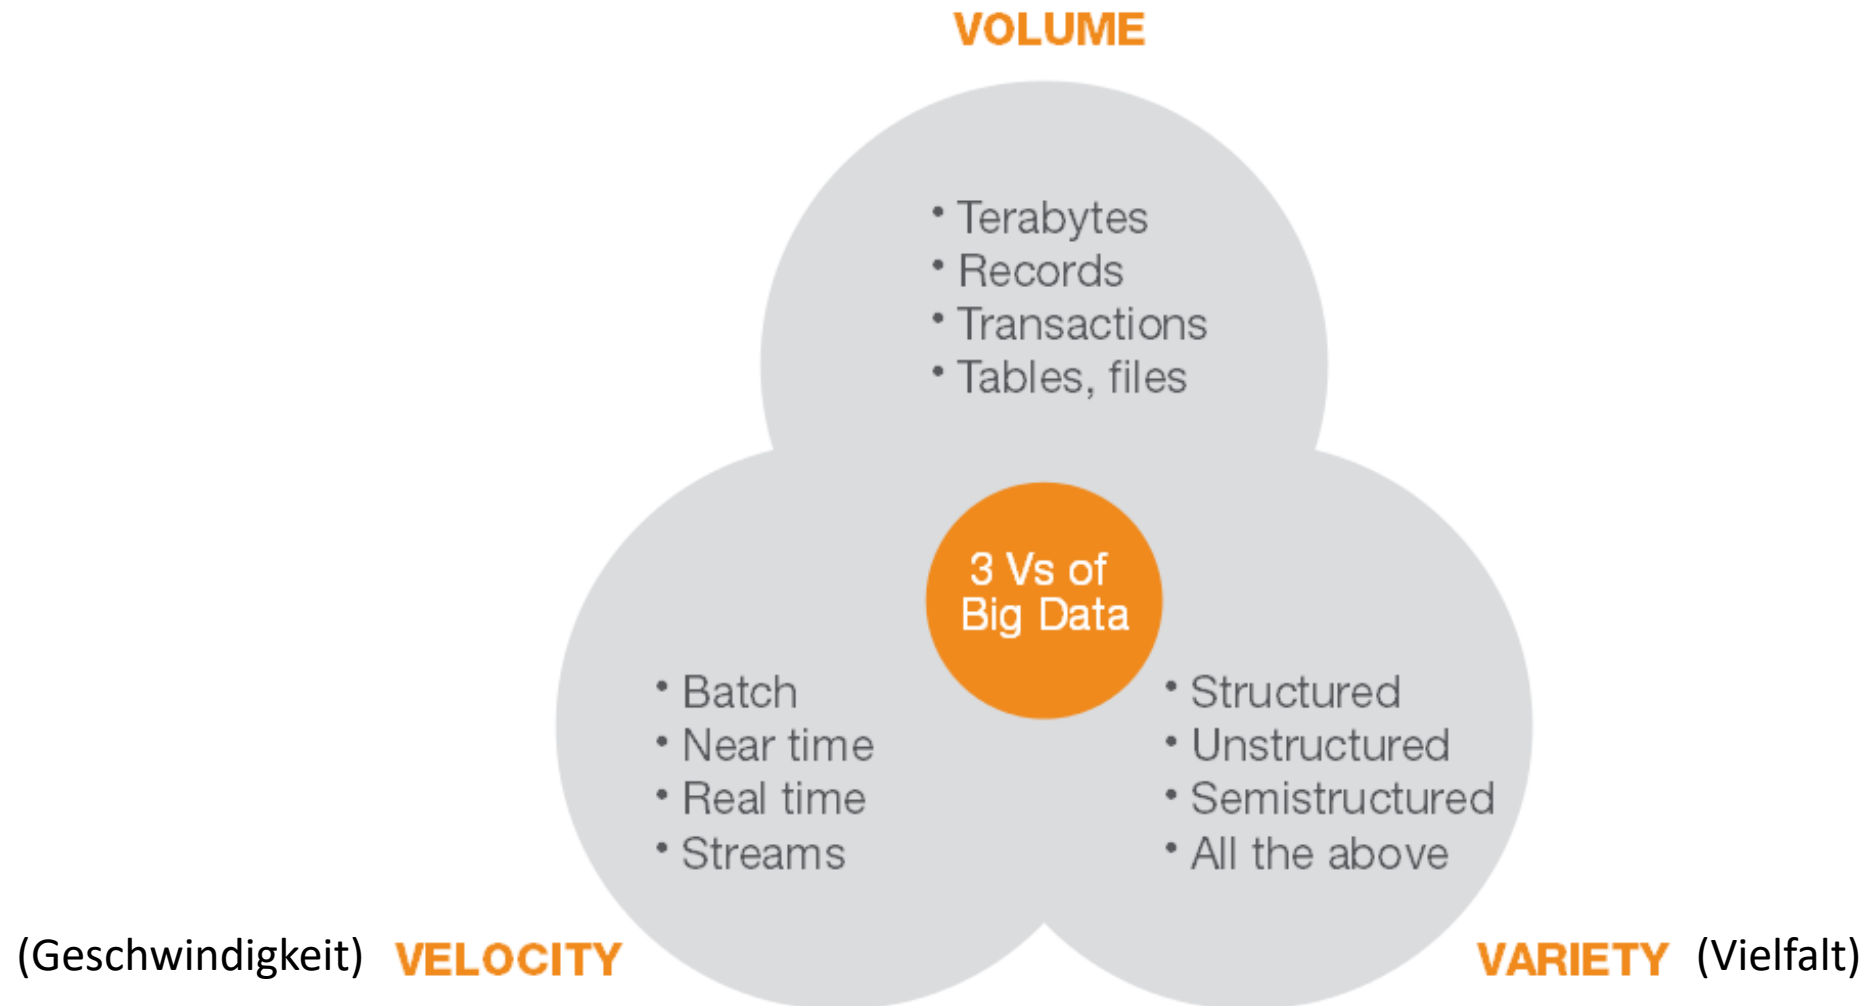 VOLUME
• Terabytes
• Records
• Transactions
• Tables, files
3 Vs of
Big Data
• Batch
• Near time
• Real time
• Streams
• Structured
• Unstructured
• Semistructured
• All the above
(Geschwindigkeit) VELOCITY
VARIETY (Vielfalt)